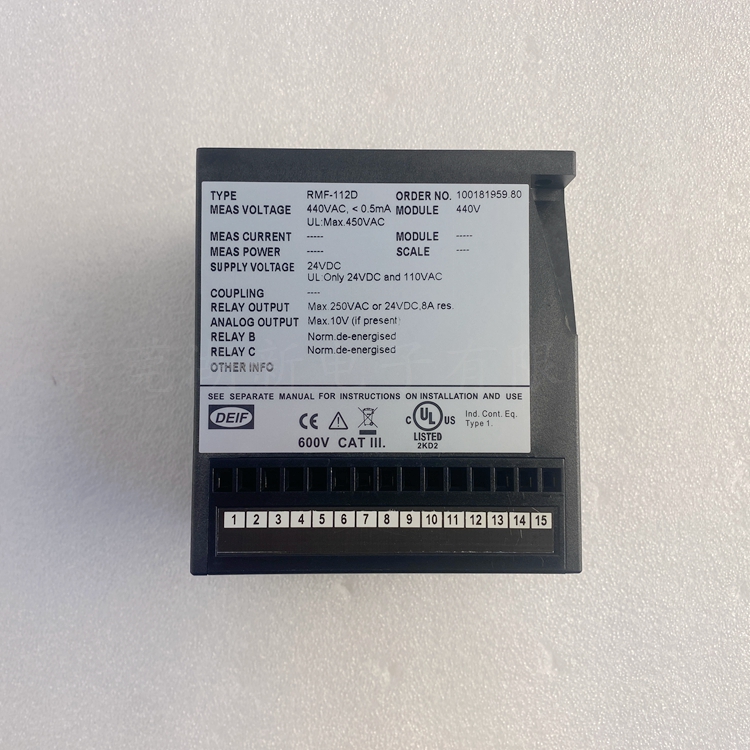 TYPE RMF-112D ORDER NO. 100181959.80
MEAS VOLTAGE 440VAC, < 0.5mA MODULE 440V
UL:Max.450VAC
MEAS CURRENT ----- MODULE -----
MEAS POWER ----- SCALE ----
SUPPLY VOLTAGE 24VDC
UL:Only 24VDC and 110VAC
COUPLING ----
RELAY OUTPUT Max.250VAC or 24VDC,8A res.
ANALOG OUTPUT Max.10V (if present)
RELAY B Norm.de-energised
RELAY C Norm.de-energised
OTHER INFO
SEE SEPARATE MANUAL FOR INSTRUCTIONS ON INSTALLATION AND USE
DEIF
CE
600V CAT III.
C UL US
LISTED
2KD2
Ind. Cont. Eq.
Type 1.
1 2 3 4 5 6 7 8 9 10 11 12 13 14 15